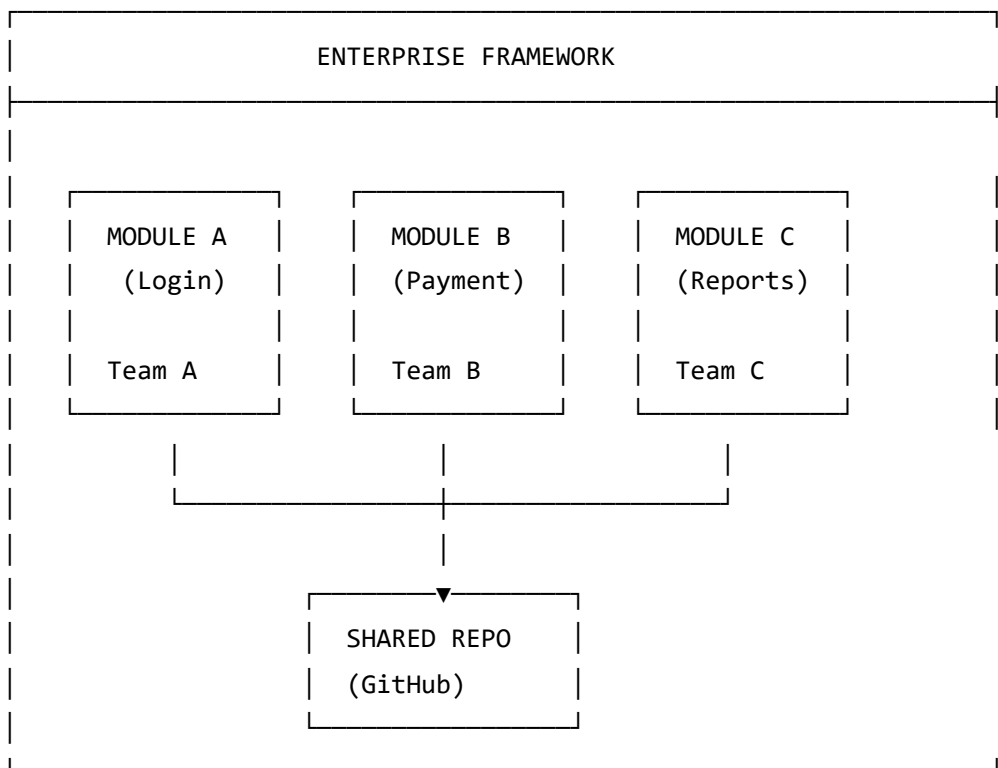 ENTERPRISE FRAMEWORK
MODULE A MODULE B MODULE C
(Login) (Payment) (Reports)
Team A Team B Team C
SHARED REPO
(GitHub)